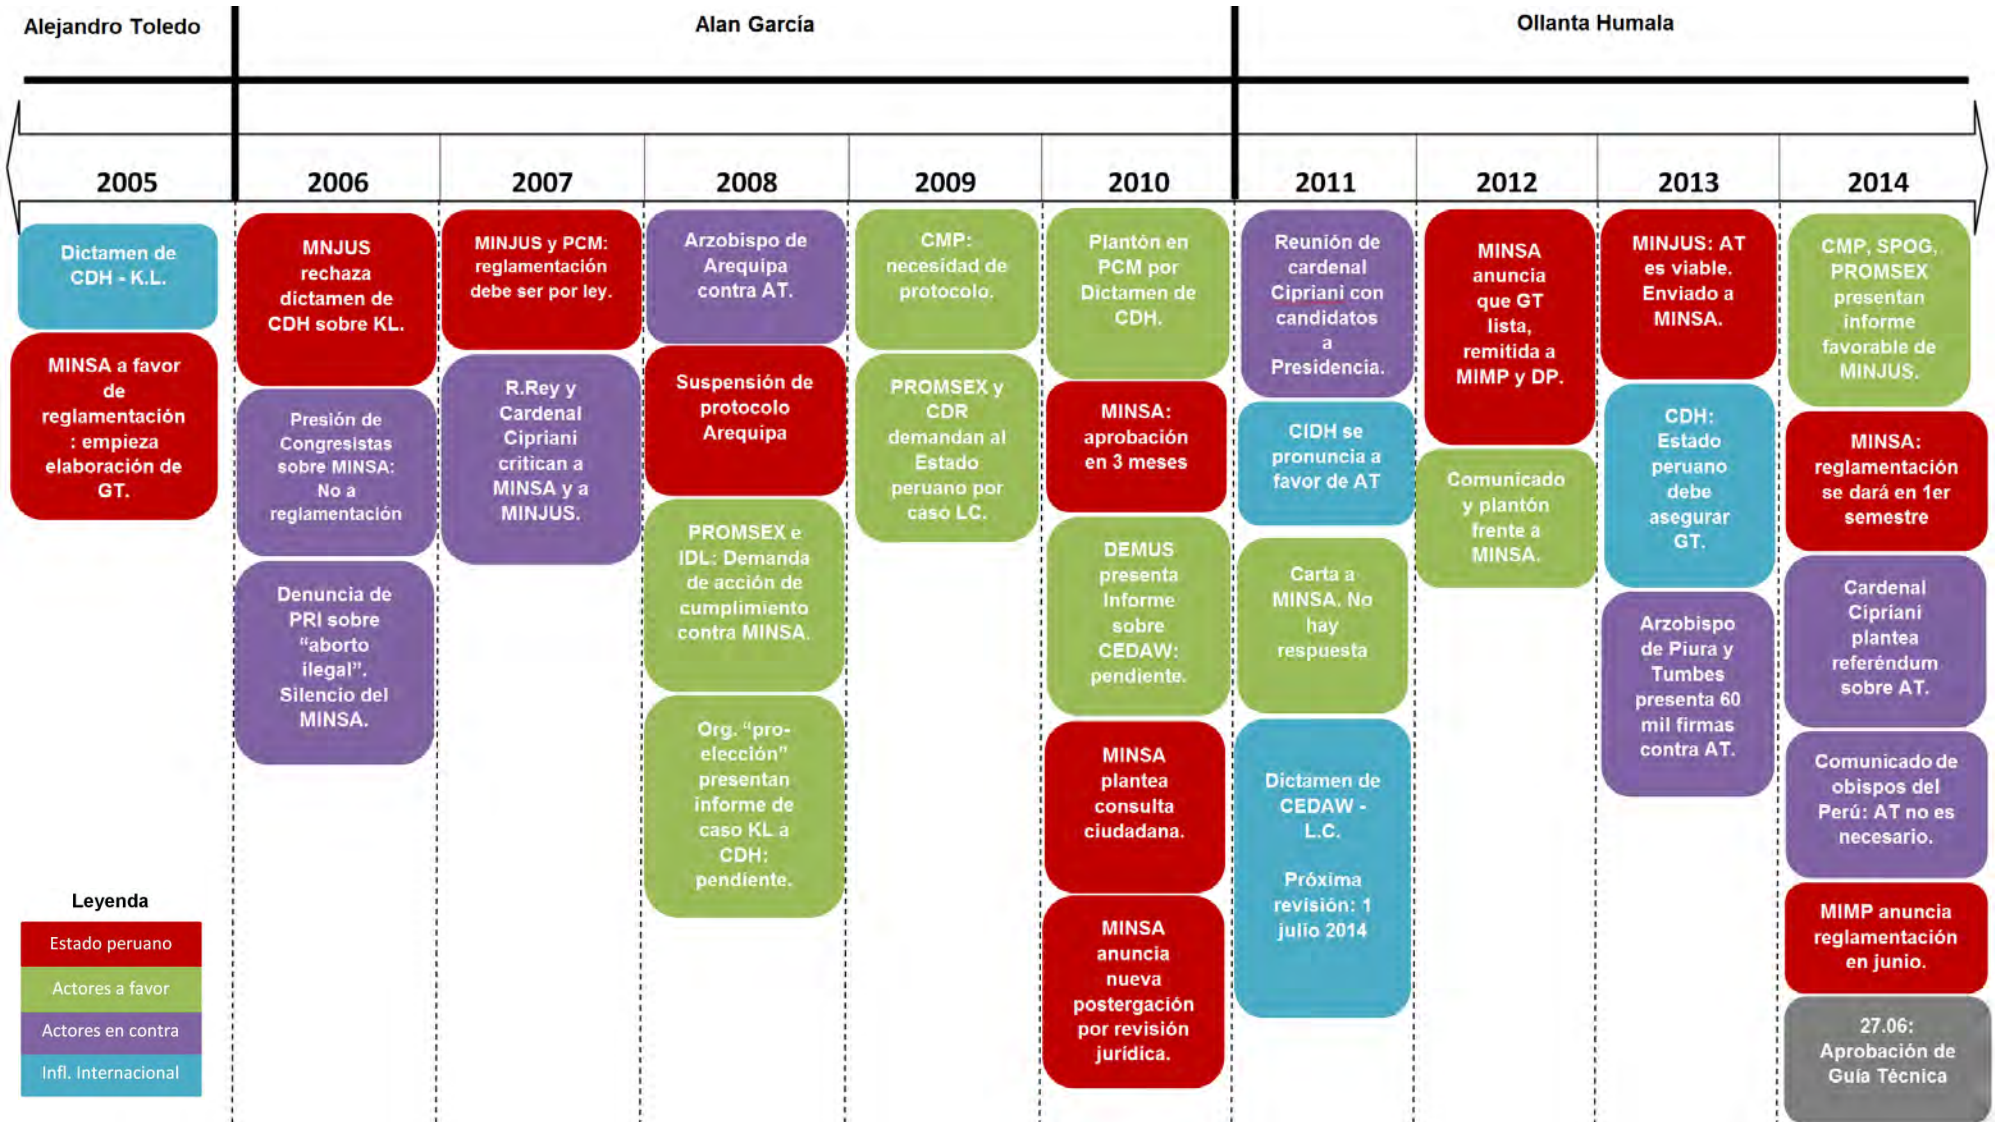 Alejandro Toledo
Alan García
Ollanta Humala
2005
2006
2007
2008
2009
2010
2011
2012
2013
2014
Dictamen de
CDH - K.L.
MINSA a favor
de
reglamentación
: empieza
elaboración de
GT.
MNJUS
rechaza
dictamen de
CDH sobre KL.
Presión de
Congresistas
sobre MINSA:
No a
reglamentación
Denuncia de
PRI sobre
“aborto
ilegal”.
Silencio del
MINSA.
MINJUS y PCM:
reglamentación
debe ser por ley.
R.Rey y
Cardenal
Cipriani
critican a
MINSA y a
MINJUS.
Arzobispo de
Arequipa
contra AT.
Suspensión de
protocolo
Arequipa
PROMSEX e
IDL: Demanda
de acción de
cumplimiento
contra MINSA.
Org. “pro-
elección”
presentan
informe de
caso KL a
CDH:
pendiente.
CMP:
necesidad de
protocolo.
PROMSEX y
CDR
demandan al
Estado
peruano por
caso LC.
Plantón en
PCM por
Dictamen de
CDH.
MINSA:
aprobación
en 3 meses
DEMUS
presenta
Informe
sobre
CEDAW:
pendiente.
MINSA
plantea
consulta
ciudadana.
MINSA
anuncia
nueva
postergación
por revisión
jurídica.
Reunión de
cardenal
Cipriani con
candidatos
a
Presidencia.
CIDH se
pronuncia a
favor de AT
Carta a
MINSA. No
hay
respuesta
Dictamen de
CEDAW -
L.C.
Próxima
revisión: 1
julio 2014
MINSA
anuncia
que GT
lista,
remitida a
MIMP y DP.
Comunicado
y plantón
frente a
MINSA.
MINJUS: AT
es viable.
Enviado a
MINSA.
CDH:
Estado
peruano
debe
asegurar
GT.
Arzobispo
de Piura y
Tumbes
presenta 60
mil firmas
contra AT.
CMP, SPOG,
PROMSEX
presentan
informe
favorable de
MINJUS.
MINSA:
reglamentación
se dará en 1er
semestre
Cardenal
Cipriani
plantea
referéndum
sobre AT.
Comunicado de
obispos del
Perú: AT no es
necesario.
MIMP anuncia
reglamentación
en junio.
27.06:
Aprobación de
Guía Técnica
Leyenda
Estado peruano
Actores a favor
Actores en contra
Infl. Internacional